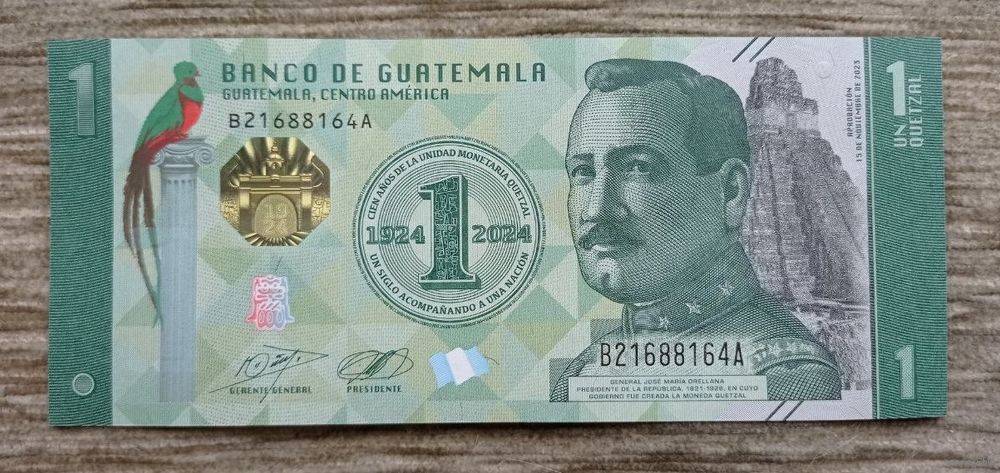 1
BANCO DE GUATEMALA
GUATEMALA, CENTRO AMÉRICA
B21688164A
CIEN AÑOS DE LA UNIDAD MONETARIA QUETZAL
1924 1 2024
UN SIGLO ACOMPAÑANDO A UNA NACIÓN
1924
GERENTE GENERAL
PRESIDENTE
APROBACIÓN
15 DE NOVIEMBRE DE 2023
1
UN
QUETZAL
B21688164A
GENERAL JOSÉ MARÍA ORELLANA
PRESIDENTE DE LA REPÚBLICA, 1921-1926, EN CUYO
GOBIERNO FUE CREADA LA MONEDA QUETZAL
1